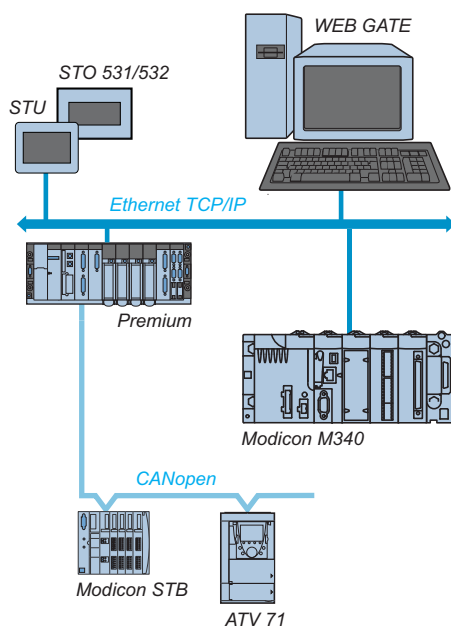 WEB GATE
STO 531/532
STU
Ethernet TCP/IP
Premium
Modicon M340
CANopen
Modicon STB
ATV 71